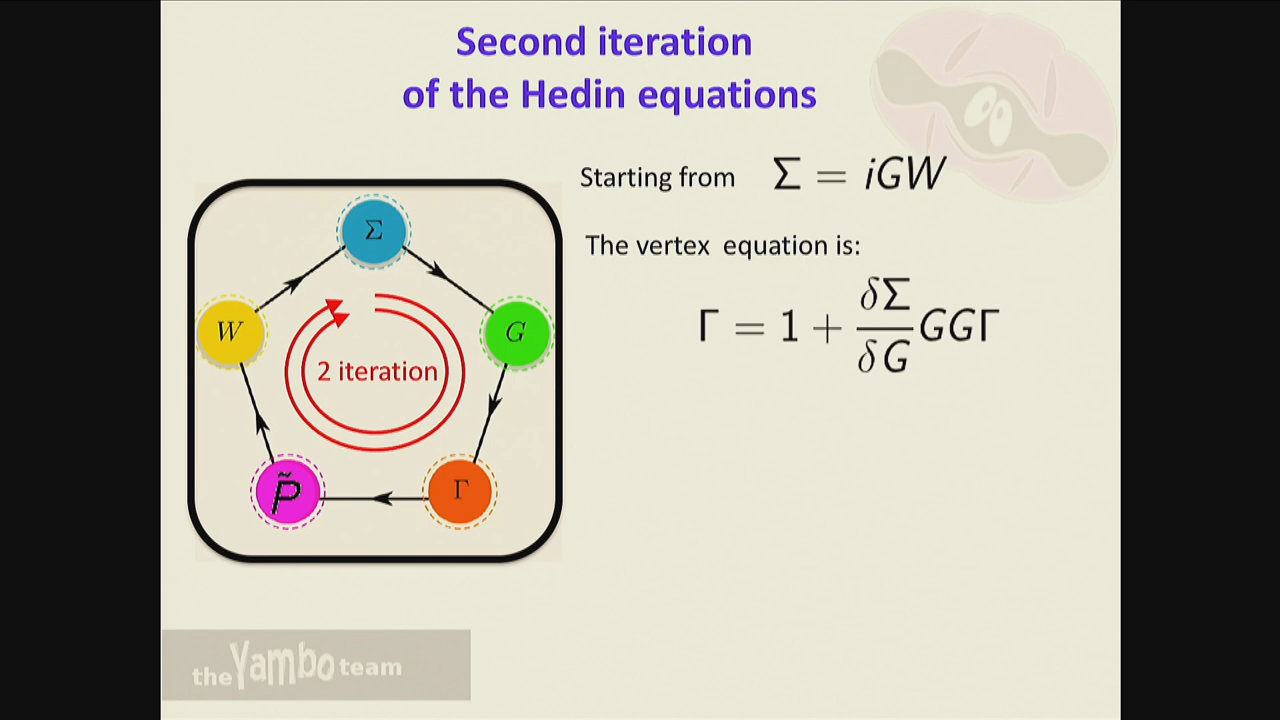 Second iteration
of the Hedin equations
Starting from Σ = iGW
The vertex equation is:
Γ = 1 + δΣ/δG GGΓ
Σ
W
G
2 iteration
P̃
Γ
the Yambo team